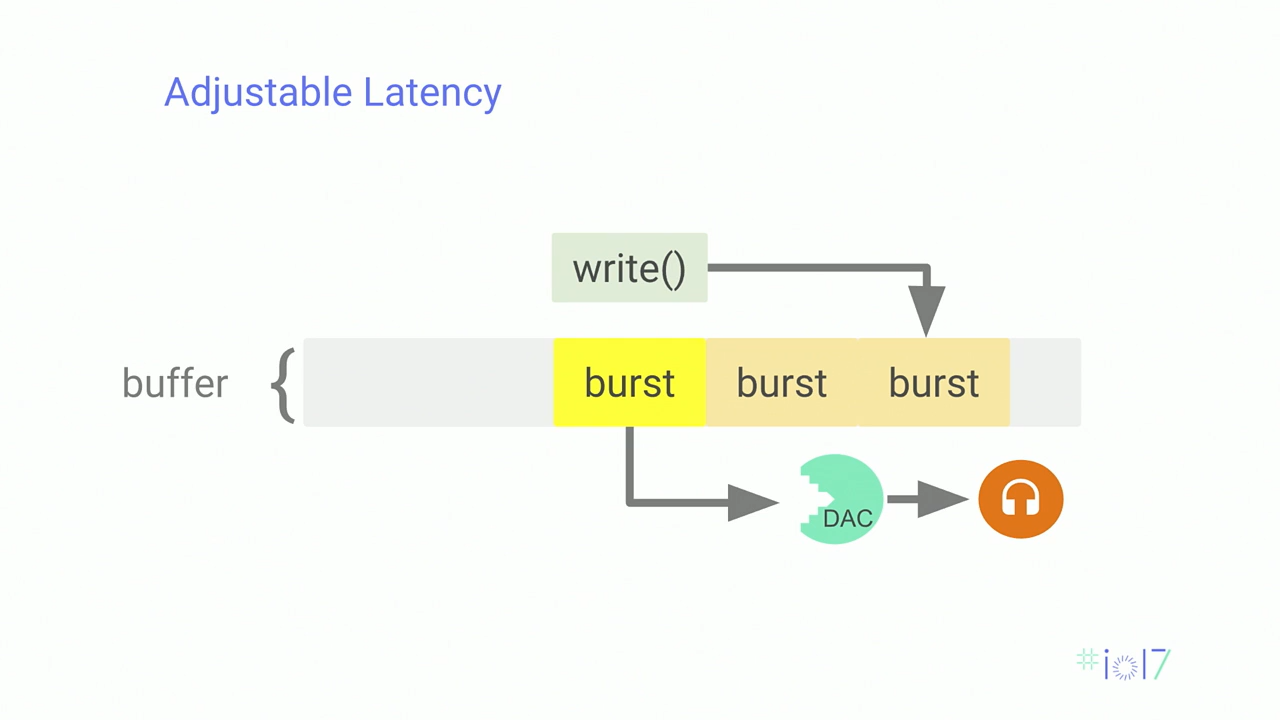 Adjustable Latency
write()
buffer { burst burst burst
DAC
#io17